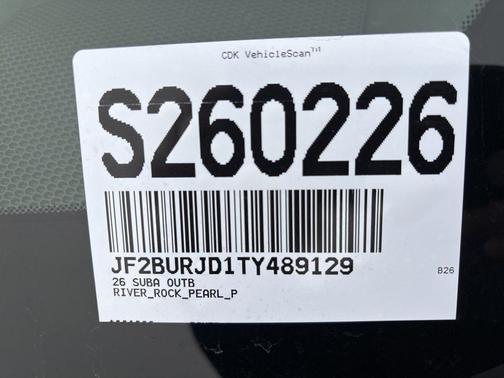 CDK VehicleScan™
S260226
JF2BURJD1TY489129
26 SUBA OUTB
B26
RIVER_ROCK_PEARL_P